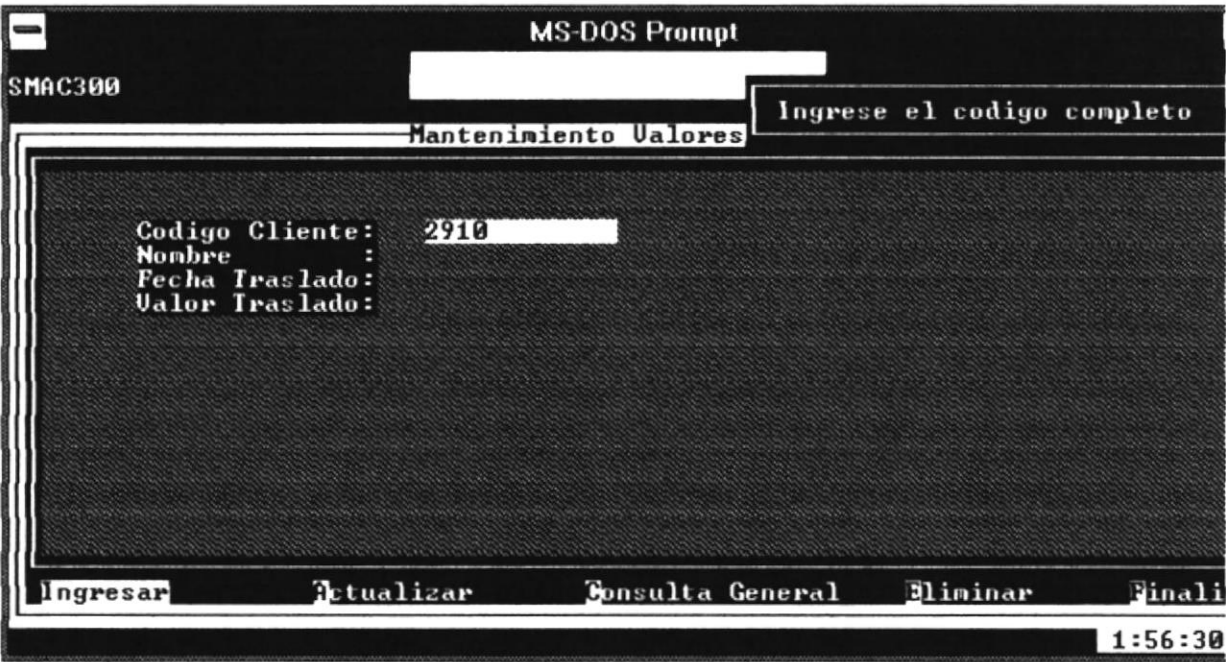 MS-DOS Prompt
SMAC300
Ingrese el codigo completo
Mantenimiento Valores
Codigo Cliente: 2910
Nombre :
Fecha Traslado:
Valor Traslado:
Ingresar Actualizar Consulta General Eliminar Finali
1:56:30